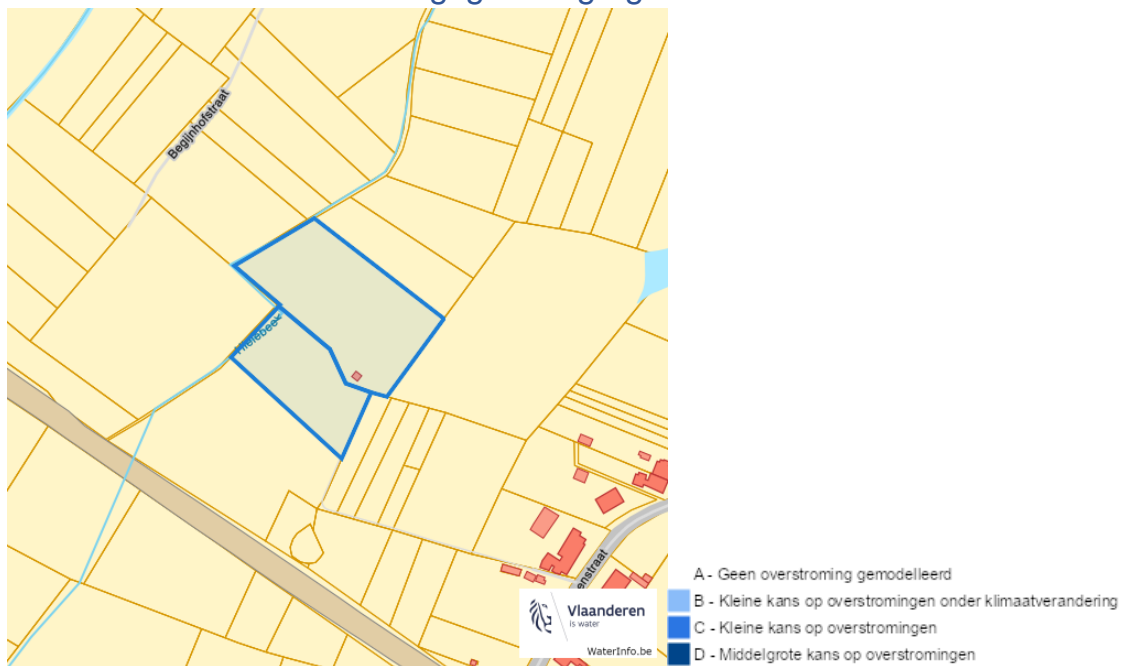 Begijnhofstraat
enstraat
Vlaanderen
is water
WaterInfo.be
A - Geen overstroming gemodelleerd
B - Kleine kans op overstromingen onder klimaatverandering
C - Kleine kans op overstromingen
D - Middelgrote kans op overstromingen